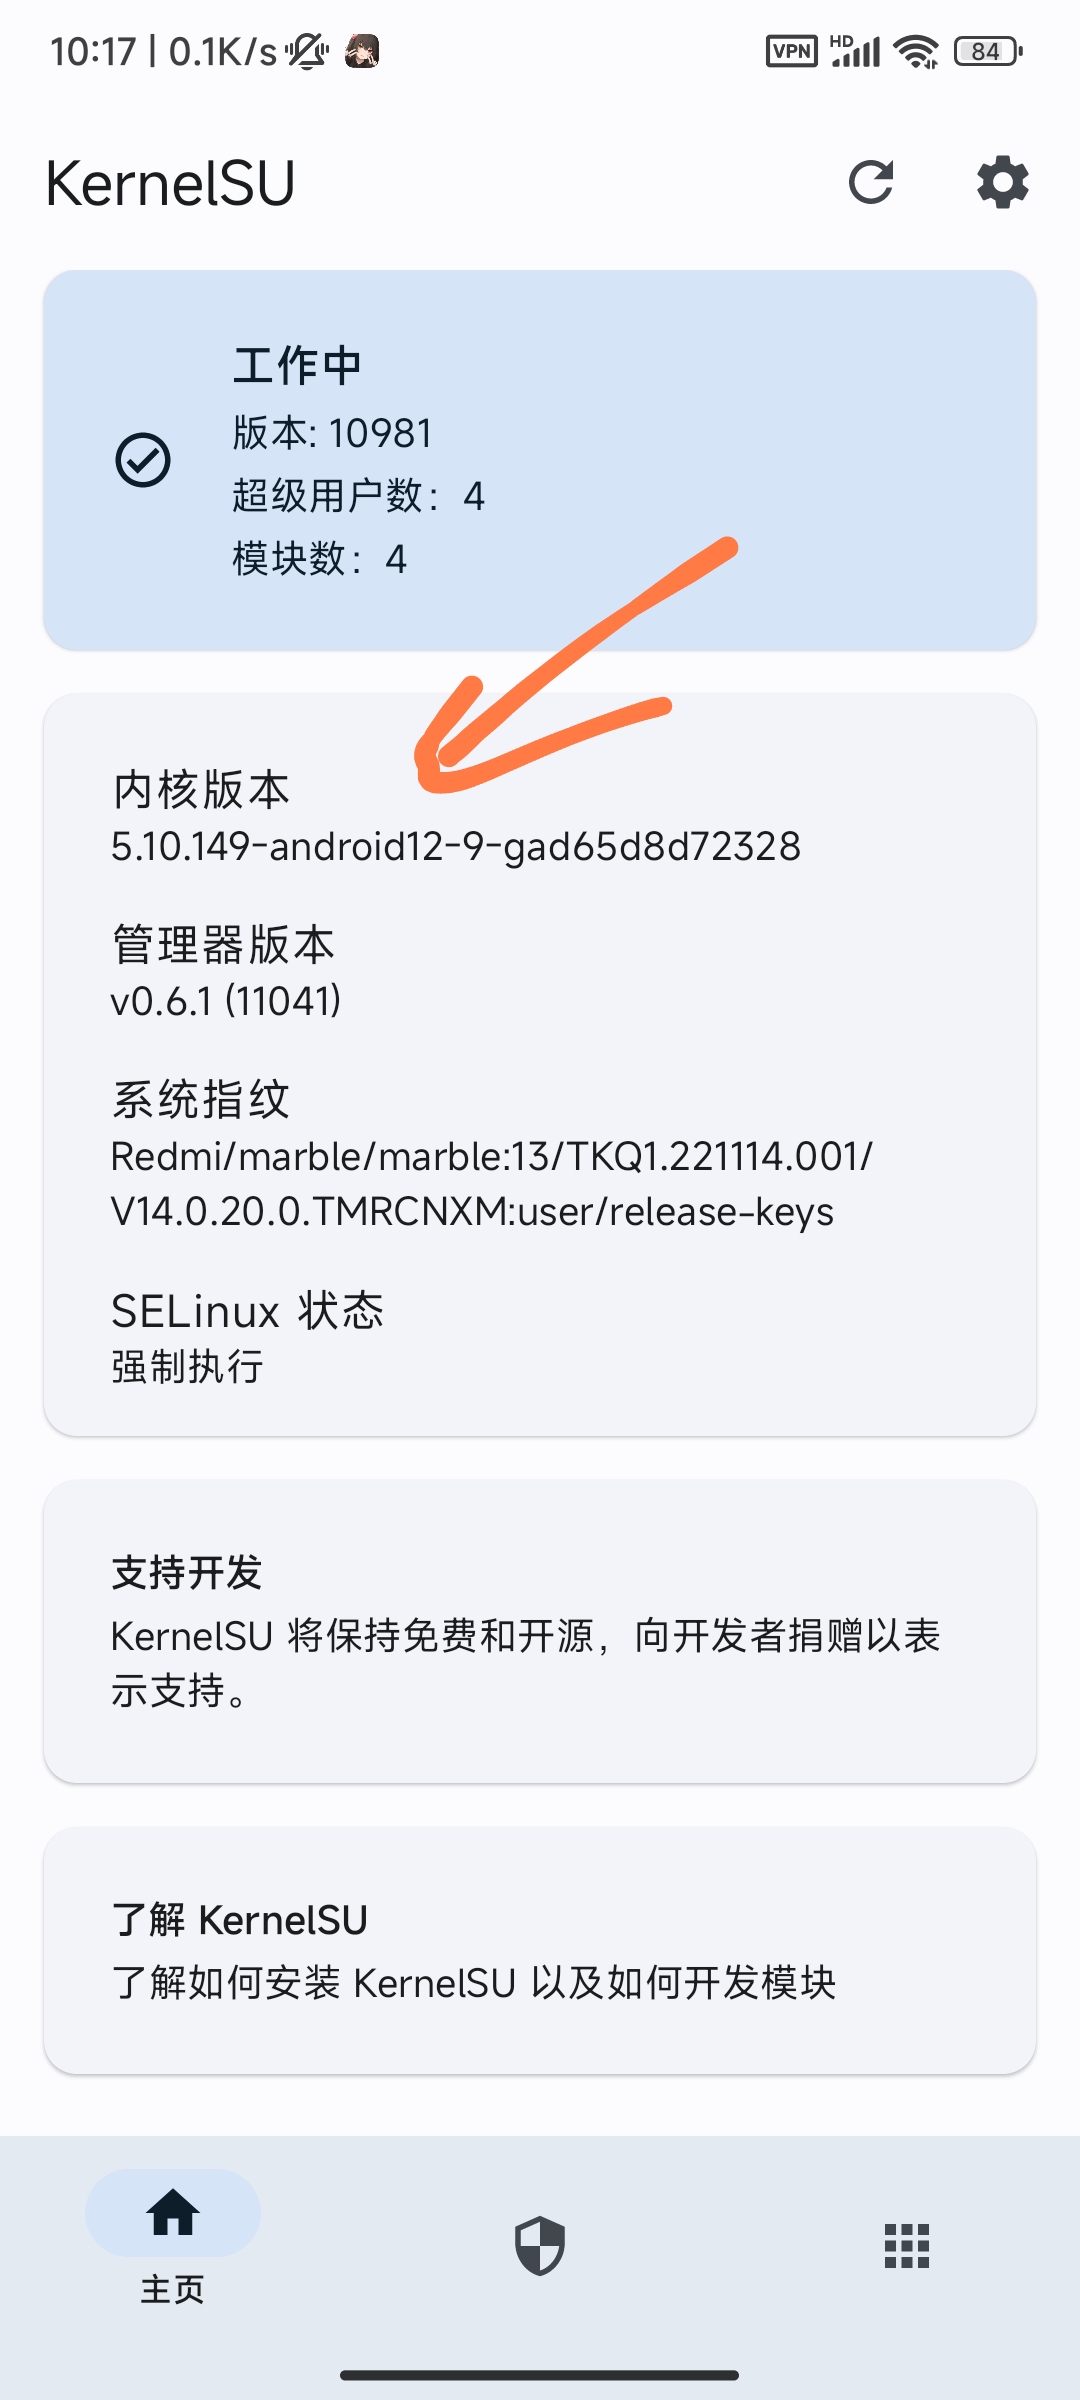 10:17 | 0.1K/s
VPN
HD
84
KernelSU
工作中
版本: 10981
超级用户数：4
模块数：4
内核版本
5.10.149-android12-9-gad65d8d72328
管理器版本
v0.6.1 (11041)
系统指纹
Redmi/marble/marble:13/TKQ1.221114.001/
V14.0.20.0.TMRCNXM:user/release-keys
SELinux 状态
强制执行
支持开发
KernelSU 将保持免费和开源，向开发者捐赠以表
示支持。
了解 KernelSU
了解如何安装 KernelSU 以及如何开发模块
主页